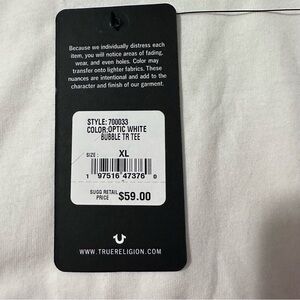 Because we individually distress each
item, you will notice areas of fading,
wear, and even holes. Color may
transfer onto lighter fabrics. These
nuances are intentional and add to the
character and finish of our garment.
STYLE: 700033
COLOR:OPTIC WHITE
BUBBLE TR TEE
SIZE: XL
1 97516 47376 0
SUGG RETAIL
PRICE $59.00
WWW.TRUERELIGION.COM